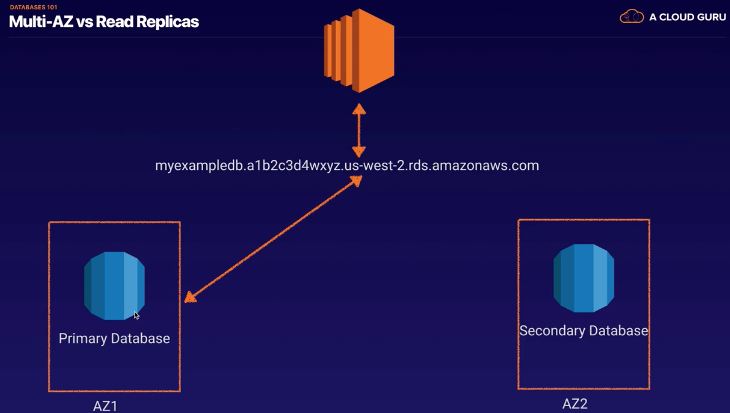 DATABASES 101
Multi-AZ vs Read Replicas
A CLOUD GURU
myexampledb.a1b2c3d4wxyz.us-west-2.rds.amazonaws.com
Primary Database
Secondary Database
AZ1
AZ2